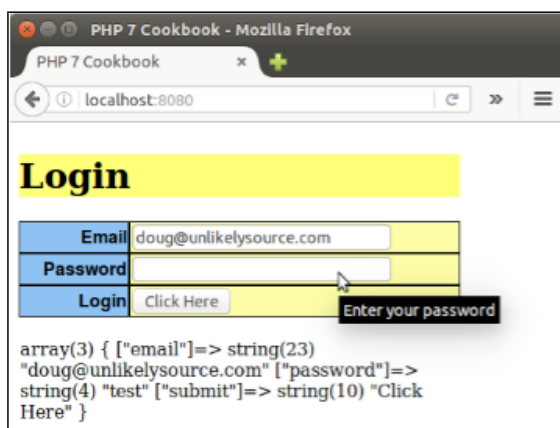 PHP 7 Cookbook - Mozilla Firefox
PHP 7 Cookbook
localhost:8080
Login
Email doug@unlikelysource.com
Password
Login Click Here
Enter your password
array(3) { ["email"]=> string(23)
"doug@unlikelysource.com" ["password"]=>
string(4) "test" ["submit"]=> string(10) "Click
Here" }